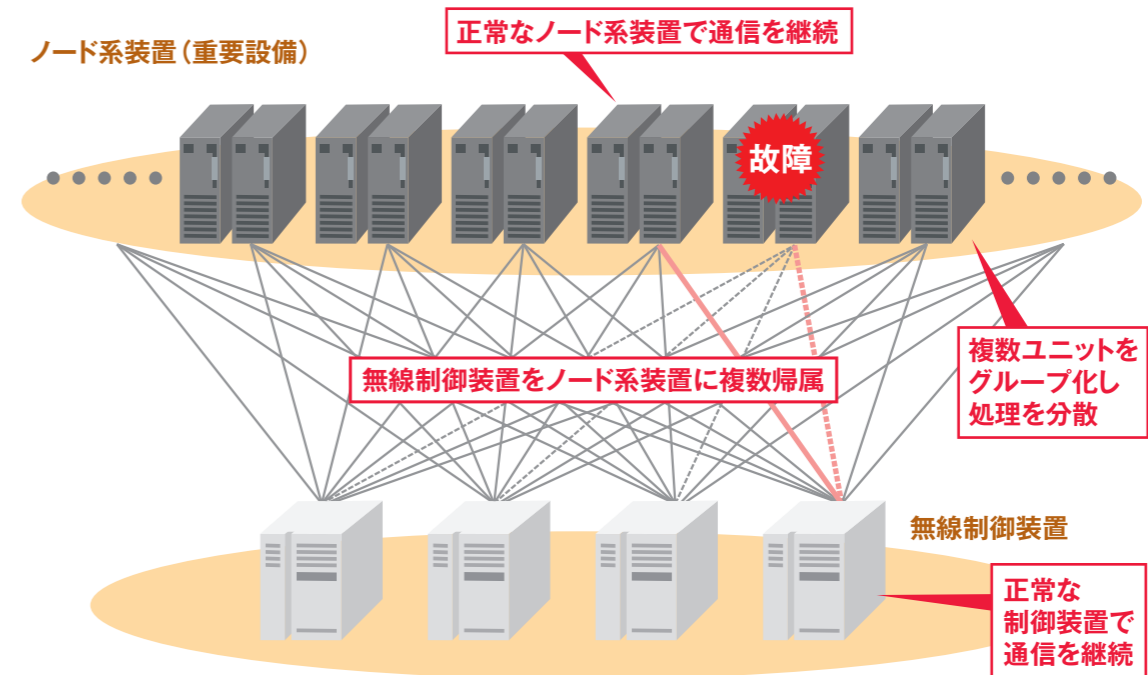 正常なノード系装置で通信を継続
ノード系装置(重要設備)
故障
無線制御装置をノード系装置に複数帰属
複数ユニットを
グループ化し
処理を分散
無線制御装置
正常な
制御装置で
通信を継続